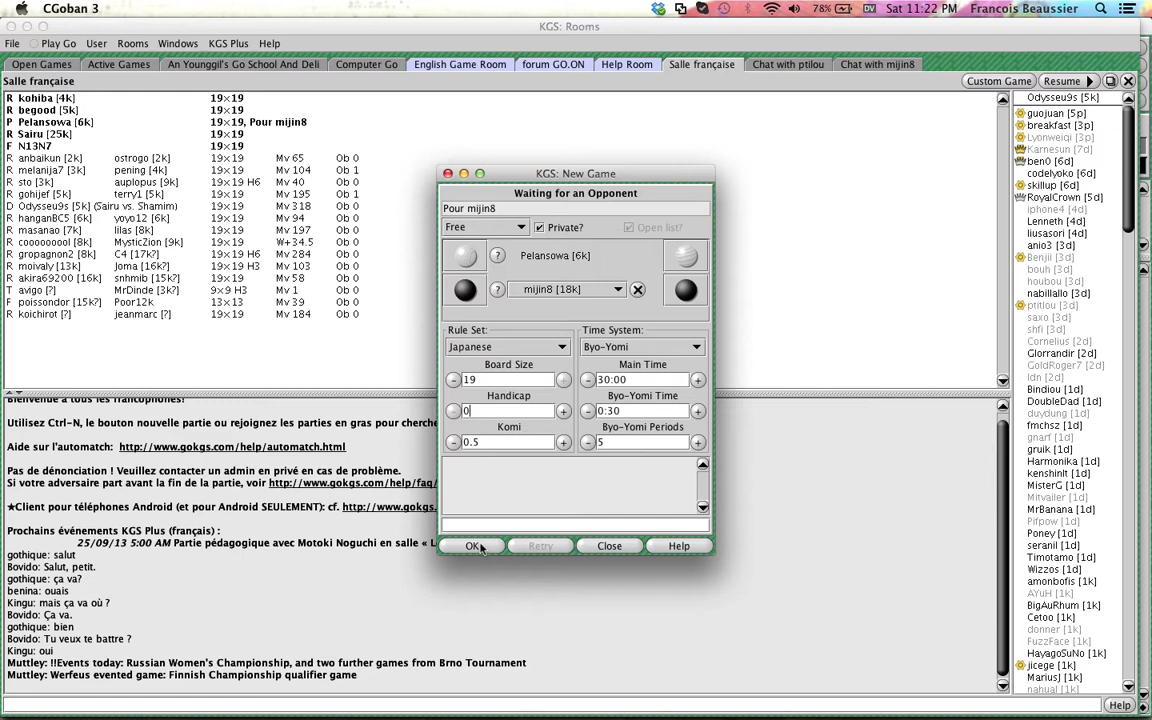 CGoban 3 78% DV Sat 11:22 PM Francois Beaussier
KGS: Rooms
File Play Go User Rooms Windows KGS Plus Help
Open Games Active Games An Younggil's Go School And Deli Computer Go English Game Room forum GO.ON Help Room Salle française Chat with ptilou Chat with mijin8
Salle française Custom Game Resume
R kohiba [4k] 19×19
R begood [5k] 19×19
P Pelansowa [6k] 19×19, Pour mijin8
R Sairu [25k] 19×19
F N13N7 19×19
R anbaikun [2k] ostrogo [2k] 19×19 Mv 65 Ob 0
R melanija7 [3k] pening [4k] 19×19 Mv 104 Ob 1
R sto [3k] auplopus [9k] 19×19 H6 Mv 40 Ob 0
R gohijef [5k] terry1 [5k] 19×19 Mv 195 Ob 1
D Odysseu9s [5k] (Sairu vs. Shamim) Mv 318 Ob 0
R hanganBC5 [6k] yoyo12 [6k] 19×19 Mv 94 Ob 0
R masanao [7k] lilas [8k] 19×19 Mv 197 Ob 0
R coooooool [8k] MysticZion [9k] 19×19 W+34.5 Ob 0
R gropagnon2 [8k] C4 [17k?] 19×19 H6 Mv 284 Ob 0
R moivaly [13k] Joma [16k?] 19×19 H3 Mv 103 Ob 0
R akira69200 [16k] snhmib [15k?] 19×19 Mv 58 Ob 0
T avigo [?] MrDinde [3k?] 9×9 H3 Mv 1 Ob 0
F poissondor [15k?] Poor12k 13×13 Mv 39 Ob 0
R koichirot [?] jeanmarc [?] 19×19 Mv 184 Ob 0
KGS: New Game
Waiting for an Opponent
Pour mijin8
Free Private? Open list?
? Pelansowa [6k]
? mijin8 [18k]
Rule Set: Time System:
Japanese Byo-Yomi
Board Size Main Time
- 19 + - 30:00 +
Handicap Byo-Yomi Time
- 0 + - 0:30 +
Komi Byo-Yomi Periods
- 0.5 + - 5 +
OK Retry Close Help
Bienvenue à tous les francophones!
Utilisez Ctrl-N, le bouton nouvelle partie ou rejoignez les parties en gras pour cherche
Aide sur l'automatch: http://www.gokgs.com/help/automatch.html
Pas de dénonciation ! Veuillez contacter un admin en privé en cas de problème.
Si votre adversaire part avant la fin de la partie, voir http://www.gokgs.com/help/faq/
★Client pour téléphones Android (et pour Android SEULEMENT): cf. http://www.gokgs.
Prochains événements KGS Plus (français) :
25/09/13 5:00 AM Partie pédagogique avec Motoki Noguchi en salle « L
gothique: salut
Bovido: Salut, petit.
gothique: ça va?
benina: ouais
Kingu: mais ça va où ?
Bovido: Ça va.
gothique: bien
Bovido: Tu veux te battre ?
Kingu: oui
Muttley: !!Events today: Russian Women's Championship, and two further games from Brno Tournament
Muttley: Werfeus evented game: Finnish Championship qualifier game
Odysseu9s [5k]
guojuan [5p]
breakfast [3p]
Lyonweiqi [3p]
Karnesun [7d]
ben0 [6d]
codelyoko [6d]
skillup [6d]
RoyalCrown [5d]
iphone4 [4d]
Lenneth [4d]
liusasori [4d]
anio3 [3d]
Benjii [3d]
bouh [3d]
houbou [3d]
nabillallo [3d]
ptitlou [3d]
saxo [3d]
shfi [3d]
Cornelius [2d]
Glorrandir [2d]
GoldRoger7 [2d]
ldn [2d]
Bindiou [1d]
DoubleDad [1d]
duydung [1d]
fmchsz [1d]
gnarf [1d]
gruik [1d]
Harmonika [1d]
kenshinlt [1d]
MisterG [1d]
Mitvailer [1d]
MrBanana [1d]
Pifpow [1d]
Poney [1d]
seranil [1d]
Timotamo [1d]
Wizzos [1d]
amonbofis [1k]
AYuH [1k]
BigAuRhum [1k]
Cetoo [1k]
donner [1k]
FuzzFace [1k]
HayagoSuNo [1k]
jicege [1k]
MariusJ [1k]
nahual [1k]
Help